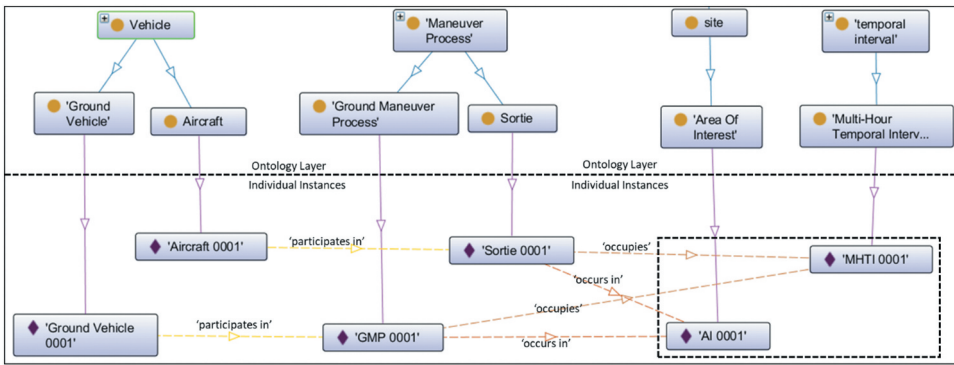 Vehicle
'Maneuver
Process'
site
'temporal
interval'
'Ground
Vehicle'
Aircraft
'Ground Maneuver
Process'
Sortie
'Area Of
Interest'
'Multi-Hour
Temporal Interv...
Ontology Layer
Ontology Layer
Individual Instances
Individual Instances
'Aircraft 0001'
‘participates in’
'Sortie 0001'
‘occupies’
'MHTI 0001'
‘occurs in’
‘occupies’
'Ground Vehicle
0001'
‘participates in’
'GMP 0001'
‘occurs in’
'AI 0001'